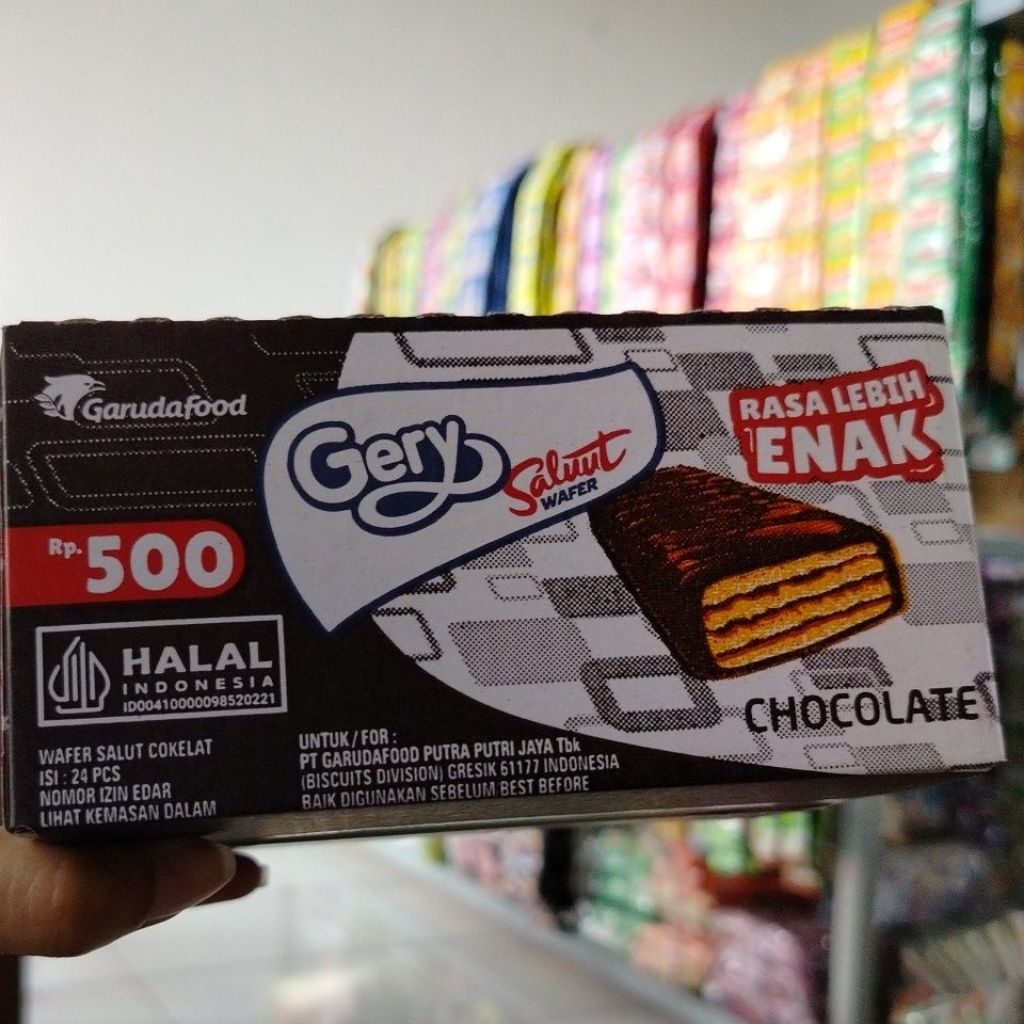 Garudafood
Gery
Saluut
WAFER
RASA LEBIH
ENAK
Rp. 500
HALAL
INDONESIA
ID00410000098520221
CHOCOLATE
WAFER SALUT COKELAT
ISI : 24 PCS
NOMOR IZIN EDAR
LIHAT KEMASAN DALAM
UNTUK / FOR :
PT GARUDAFOOD PUTRA PUTRI JAYA Tbk
(BISCUITS DIVISION) GRESIK 61177 INDONESIA
BAIK DIGUNAKAN SEBELUM BEST BEFORE